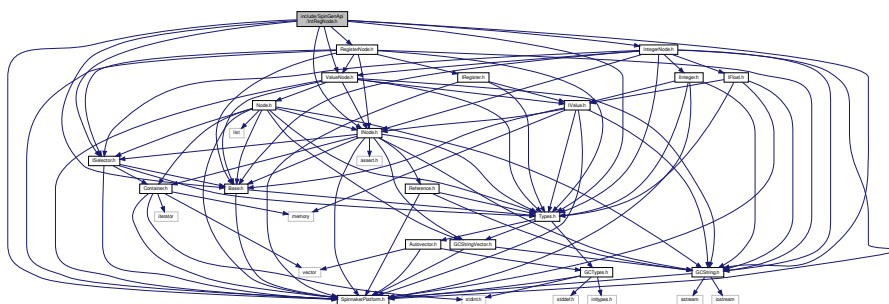 include/SpinGenApi
/IntRegNode.h
RegisterNode.h
IntegerNode.h
ValueNode.h
IRegister.h
IInteger.h
IFloat.h
Node.h
IValue.h
list
INode.h
assert.h
ISelector.h
Container.h
Base.h
Reference.h
iterator
memory
Types.h
Autovector.h
GCStringVector.h
vector
GCTypes.h
GCString.h
SpinnakerPlatform.h
stdint.h
stddef.h
inttypes.h
sstream
iostream